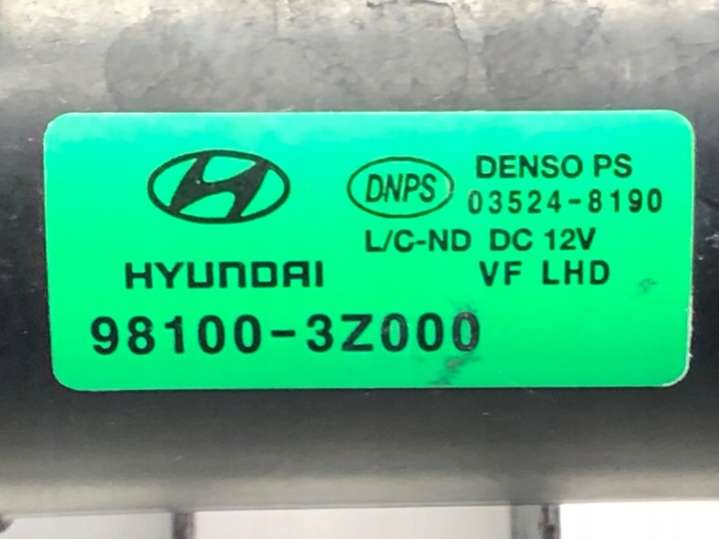 DNPS
DENSO PS
03524-8190
L/C-ND DC 12V
HYUNDAI
VF LHD
98100-3Z000